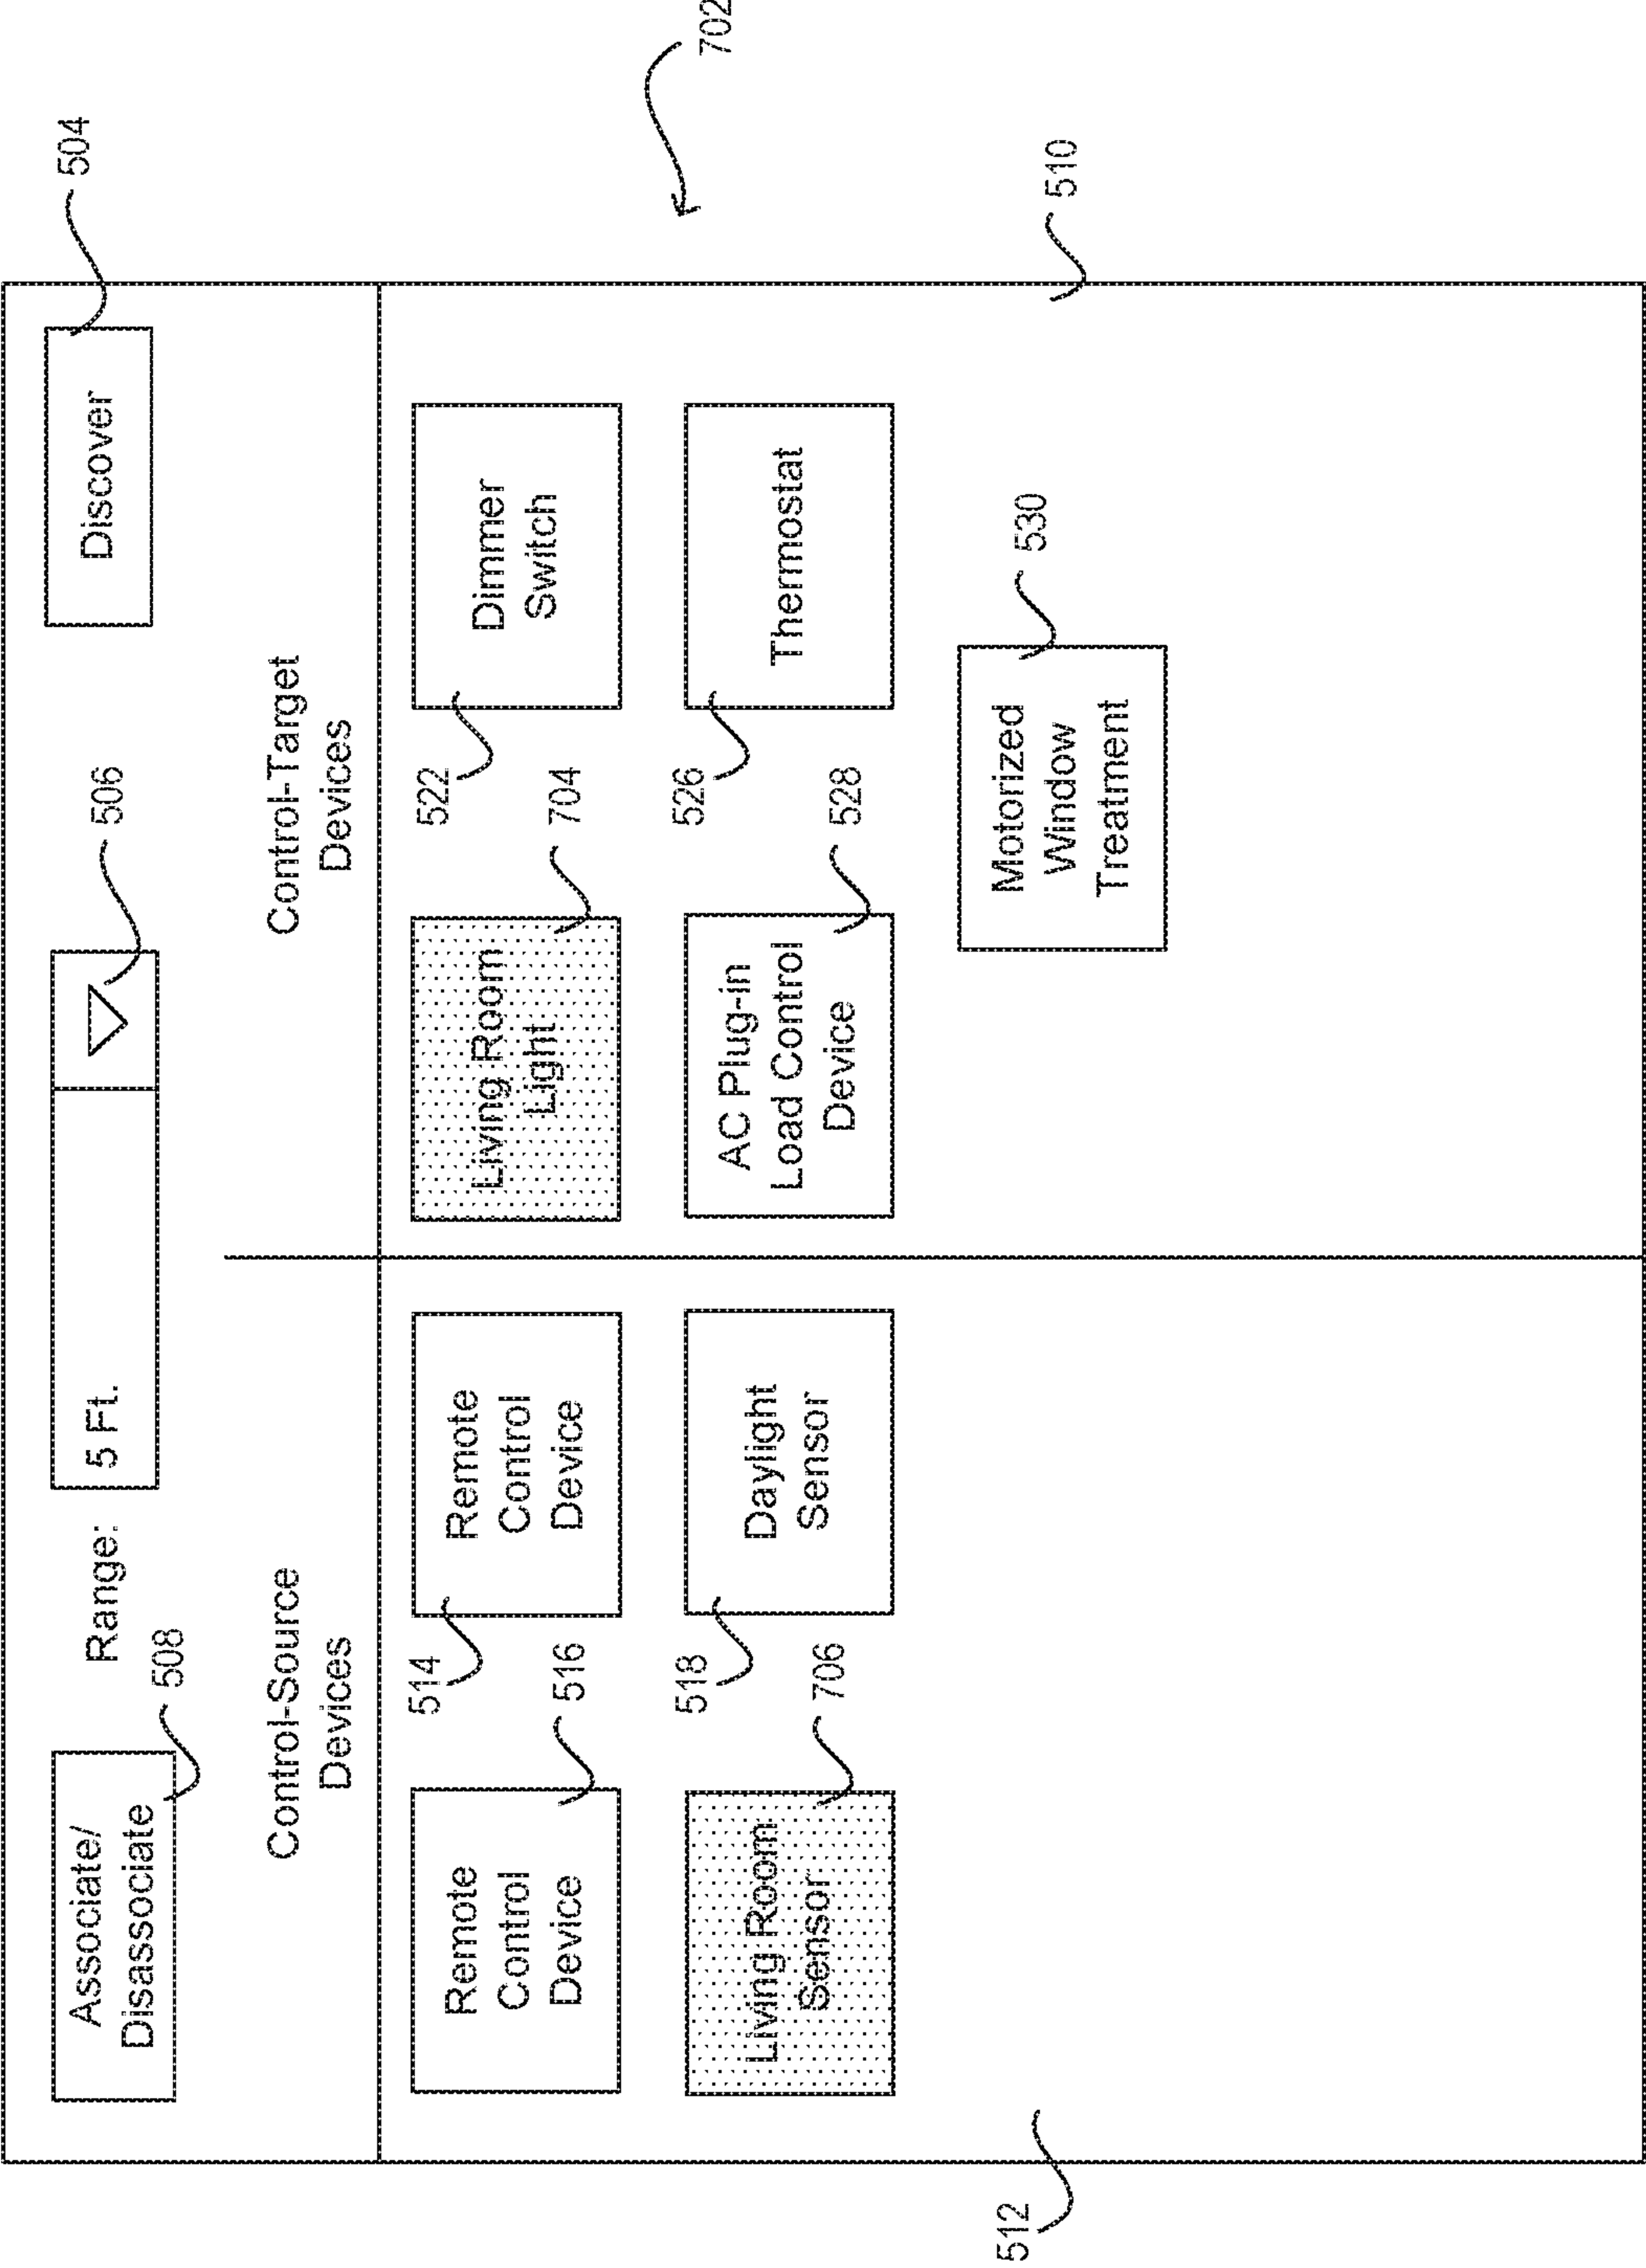 702
504
506
508
Associate/
Disassociate
Range:
5 Ft.
Discover
Control-Source
Devices
Control-Target
Devices
514
516
Remote
Control
Device
Remote
Control
Device
522
704
Living Room
Light
Dimmer
Switch
518
706
Living Room
Sensor
Daylight
Sensor
526
528
AC Plug-in
Load Control
Device
Thermostat
530
Motorized
Window
Treatment
512
510